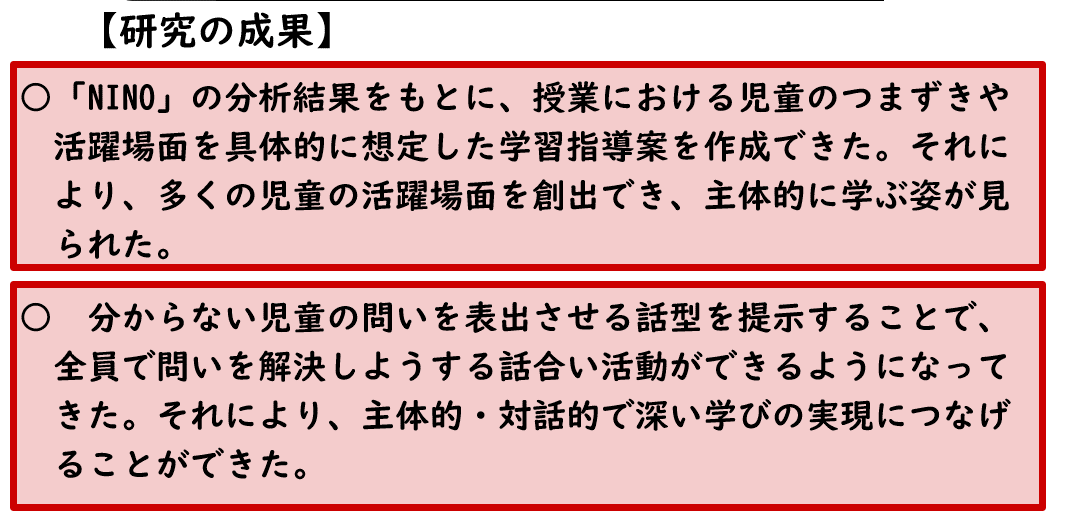 【研究の成果】
○「NINO」の分析結果をもとに、授業における児童のつまずきや
活躍場面を具体的に想定した学習指導案を作成できた。それに
より、多くの児童の活躍場面を創出でき、主体的に学ぶ姿が見
られた。
○　分からない児童の問いを表出させる話型を提示することで、
全員で問いを解決しようする話合い活動ができるようになって
きた。それにより、主体的・対話的で深い学びの実現につなげ
ることができた。